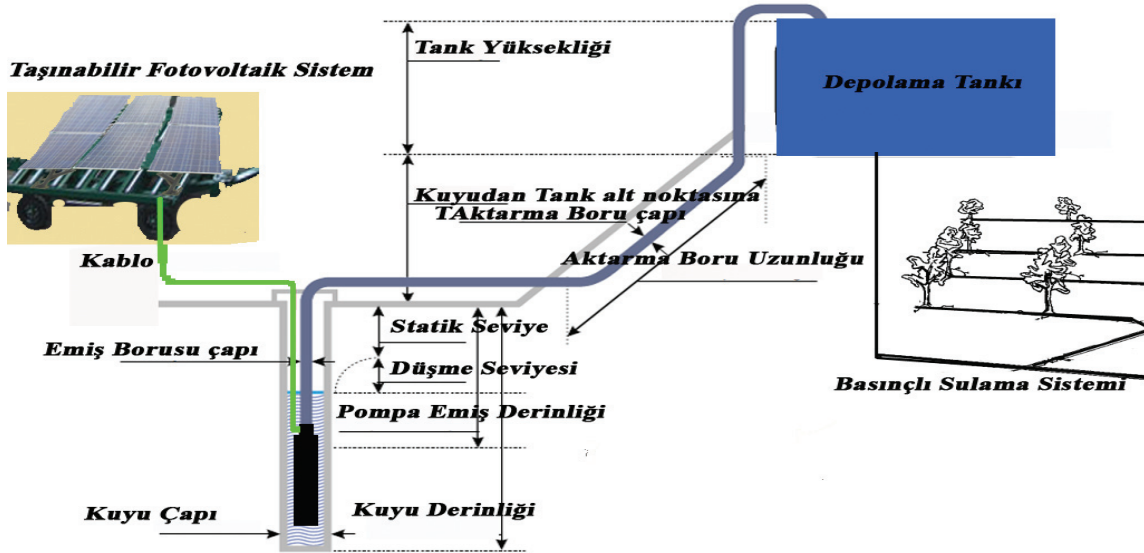 Tank Yüksekliği
Taşınabilir Fotovoltaik Sistem
Depolama Tankı
Kuyudan Tank alt noktasına
TAktarma Boru çapı
Kablo
Aktarma Boru Uzunluğu
Statik Seviye
Emiş Borusu çapı
Düşme Seviyesi
Basınçlı Sulama Sistemi
Pompa Emiş Derinliği
Kuyu Çapı
Kuyu Derinliği